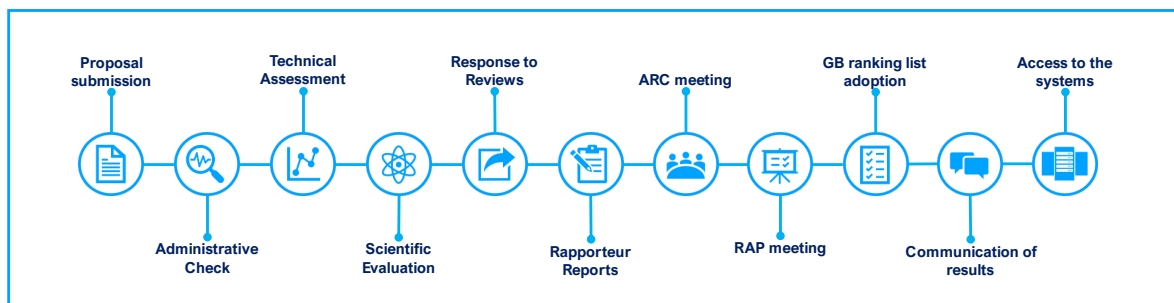 Proposal
submission
Administrative
Check
Technical
Assessment
Scientific
Evaluation
Response to
Reviews
Rapporteur
Reports
ARC meeting
RAP meeting
GB ranking list
adoption
Communication of
results
Access to the
systems